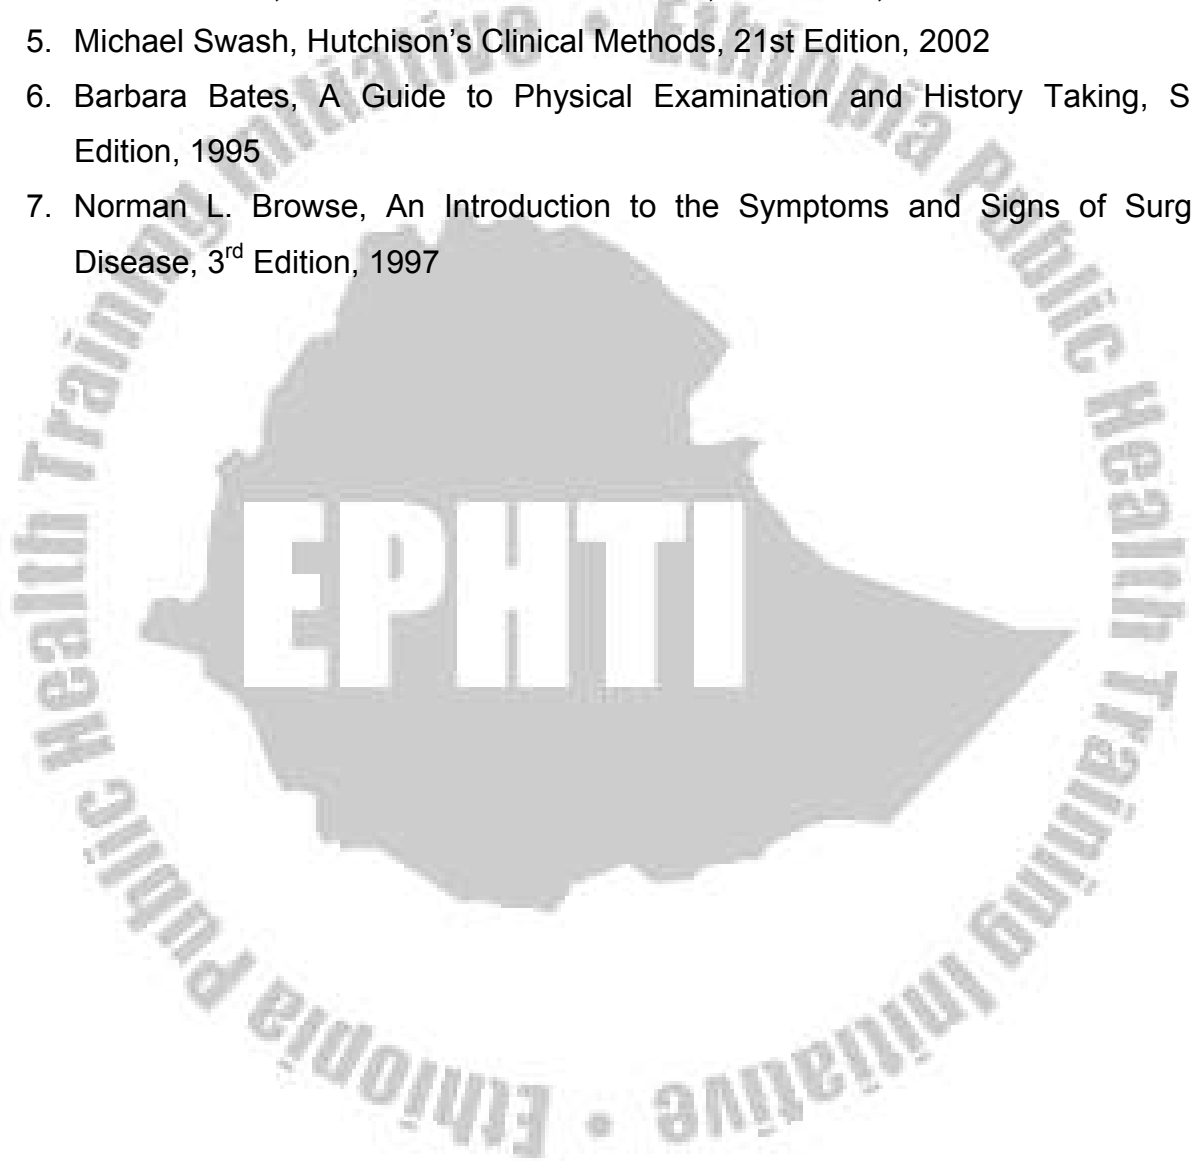 5. Michael Swash, Hutchison’s Clinical Methods, 21st Edition, 2002
6. Barbara Bates, A Guide to Physical Examination and History Taking, S
Edition, 1995
7. Norman L. Browse, An Introduction to the Symptoms and Signs of Surg
Disease, 3rd Edition, 1997
EPHTI
Ethiopia Public Health Training Initiative • Ethiopia Public Health Training Initiative •